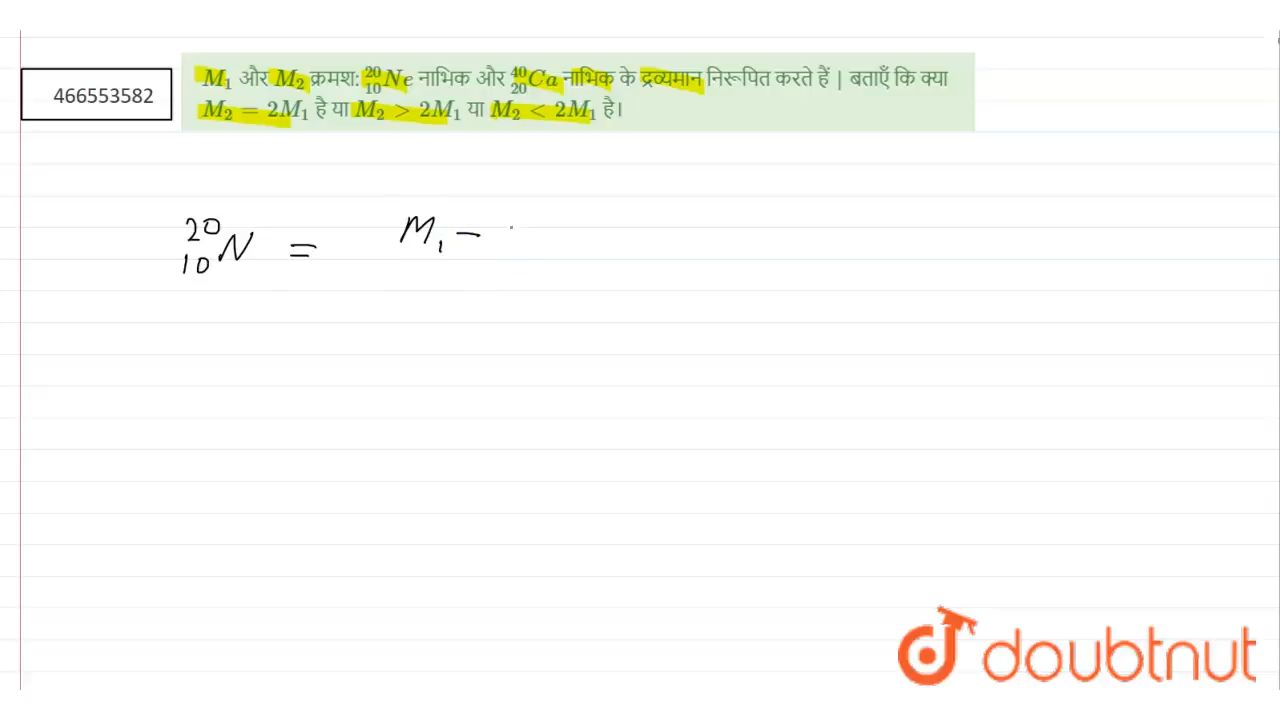 466553582
M₁ और M₂ क्रमश: ²⁰₁₀Ne नाभिक और ⁴⁰₂₀Ca नाभिक के द्रव्यमान निरूपित करते हैं | बताएँ कि क्या
M₂ = 2M₁ है या M₂ > 2M₁ या M₂ < 2M₁ है।
²⁰₁₀N = M₁ –
doubtnut